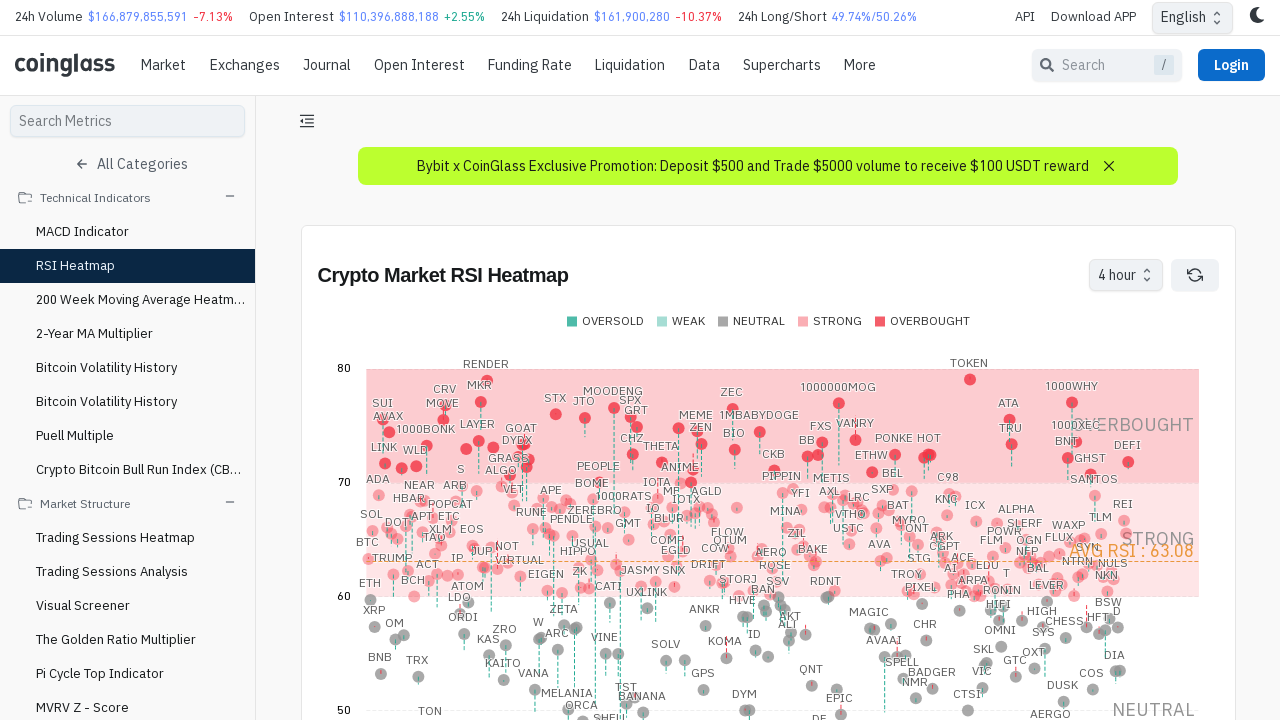 24h Volume $166,879,855,591 -7.13% Open Interest $110,396,888,188 +2.55% 24h Liquidation $161,900,280 -10.37% 24h Long/Short 49.74%/50.26% API Download APP English
coinglass Market Exchanges Journal Open Interest Funding Rate Liquidation Data Supercharts More Search / Login
Search Metrics
All Categories
Technical Indicators
MACD Indicator
RSI Heatmap
200 Week Moving Average Heatm...
2-Year MA Multiplier
Bitcoin Volatility History
Bitcoin Volatility History
Puell Multiple
Crypto Bitcoin Bull Run Index (CB...
Market Structure
Trading Sessions Heatmap
Trading Sessions Analysis
Visual Screener
The Golden Ratio Multiplier
Pi Cycle Top Indicator
MVRV Z - Score
Bybit x CoinGlass Exclusive Promotion: Deposit $500 and Trade $5000 volume to receive $100 USDT reward
Crypto Market RSI Heatmap
4 hour
OVERSOLD WEAK NEUTRAL STRONG OVERBOUGHT
80
RENDER TOKEN
CRV MKR MOODENG ZEC 1000000MOG 1000WHY
SUI MOVE STX JTO SPX ATA
AVAX LAYER GRT MEME 1MBABYDOGE FXS VANRY OVERBOUGHT
GOAT ZEN BIO TRU
LINK WLD DYDX CHZ THETA CKB BB PONKE HOT BNT DEFI
S GRASS PEOPLE ANIME ETHW GHST
70
ADA NEAR ARB ALGO VET APE BOME IOTA AGLD PIPPIN METIS SXP BEL C98 SANTOS
HBAR POPCAT 1000RATS IOTX YFI AXL LRC KNC
SOL DOT APT ETC RUNE PENDLE ZEREBRO IO MINA VTHO BAT ICX ALPHA REI
BTC TAO XLM EOS GMT BLUR ZIL USTC MYRO ONT SLERF WAXP TLM STRONG
TRUMP IP JUP NOT HIPPO USUAL COMP FLOW QTUM AVA ARK FLM POWR OGN FLUX
AVG RSI : 63.08
ACT VIRTUAL ZK EGLD COW AERO BAKE STG CGPT ACE NFP GYN NTRN NULS
ETH BCH ATOM EIGEN CATI JASMY SNX DRIFT ROSE RDNT TROY AI EDU BAL NKN
60
LDO UXLINK STORJ SSV BAN PIXEL PHA ARPA T RONIN LEVER
XRP OM ORDI ZETA ANKR HIVE AKT MAGIC HIFI HIGH CHESS HFT BSW D
BNB TRX KAS ZRO W ARC VINE SOLV KOMA ID ALT AVAAI CHR OMNI SYS
KAITO VANA GPS QNT SPELL BADGER SKL VIC GTC OXT COS DIA
TON MELANIA TST BANANA DYM EPIC NMR CTSI DUSK
ORCA AERGO
50
NEUTRAL